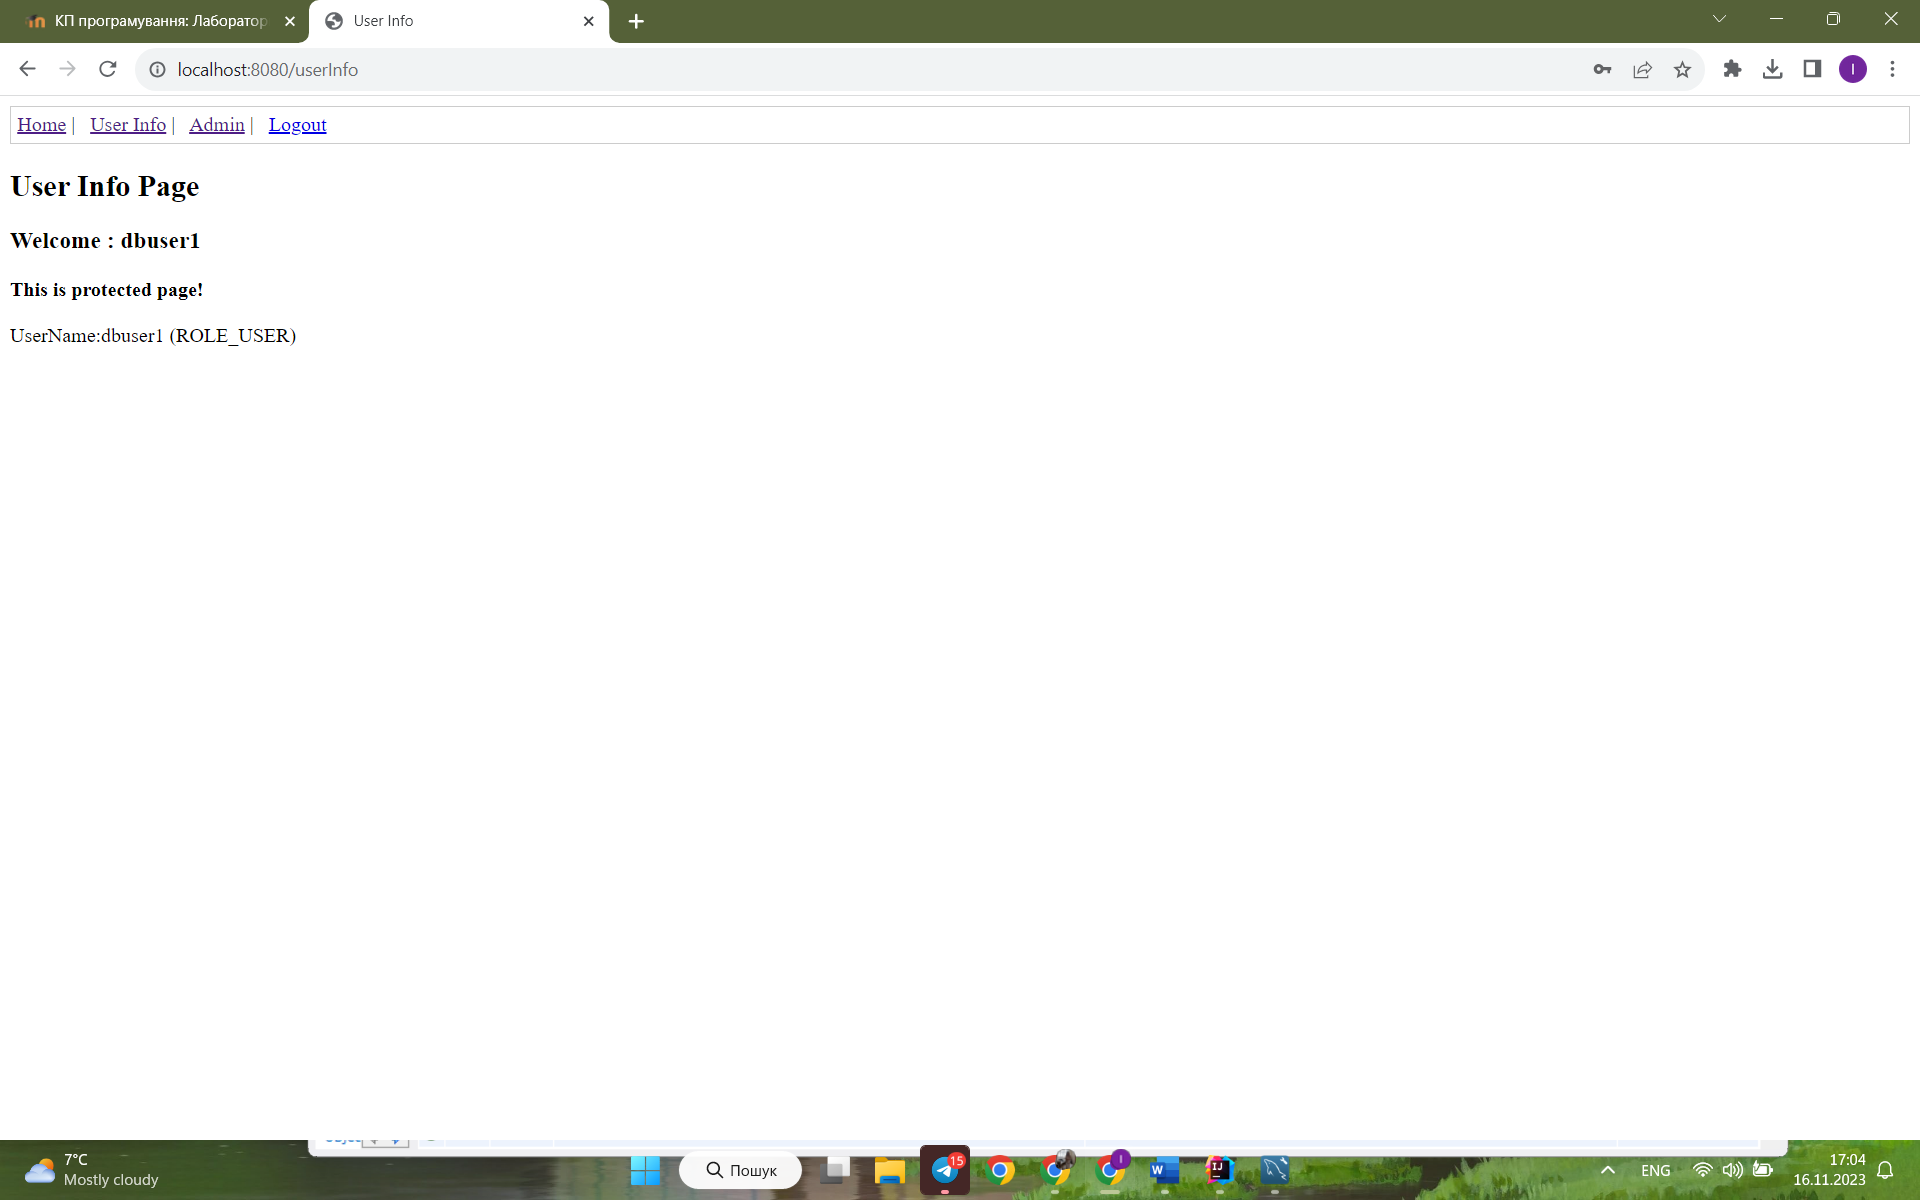 КП програмування: Лаборатор
User Info
localhost:8080/userInfo
I
Home | User Info | Admin | Logout
User Info Page
Welcome : dbuser1
This is protected page!
UserName:dbuser1 (ROLE_USER)
7°C
Mostly cloudy
Пошук
15
I
W
IJ
ENG
17:04
16.11.2023